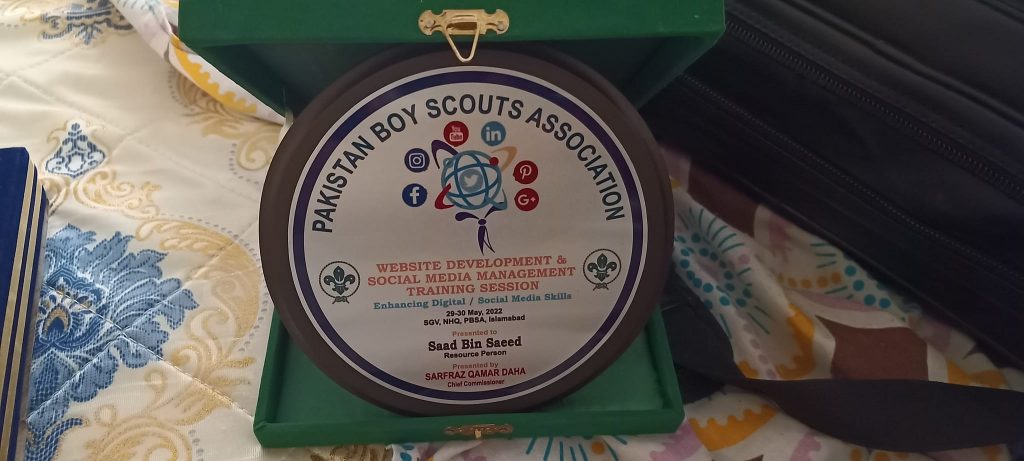 PAKISTAN BOY SCOUTS ASSOCIATION
You Tube
in
f
G+
WEBSITE DEVELOPMENT &
SOCIAL MEDIA MANAGEMENT
TRAINING SESSION
Enhancing Digital / Social Media Skills
29-30 May, 2022
SGV, NHQ, PBSA, Islamabad
Presented to
Saad Bin Saeed
Resource Person
Presented by
SARFRAZ QAMAR DAHA
Chief Commissioner